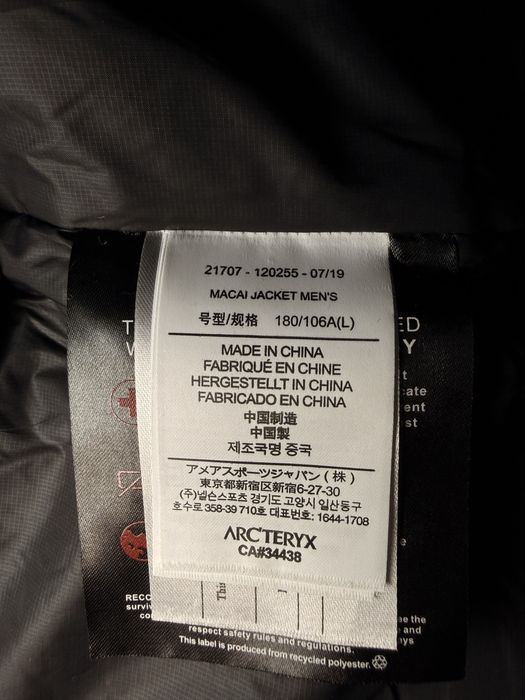 21707 - 120255 - 07/19
MACAI JACKET MEN'S
号型/规格 180/106A(L)
MADE IN CHINA
FABRIQUÉ EN CHINE
HERGESTELLT IN CHINA
FABRICADO EN CHINA
中国制造
中国製
제조국명 중국
アメアスポーツジャパン (株)
東京都新宿区新宿6-27-30
(주)넬슨스포츠 경기도 고양시 일산동구
호수로 358-39 710호 대표번호: 1644-1708
ARC'TERYX
CA#34438
This
RECC
respect safety rules and regulations.
This label is produced from recycled polyester.